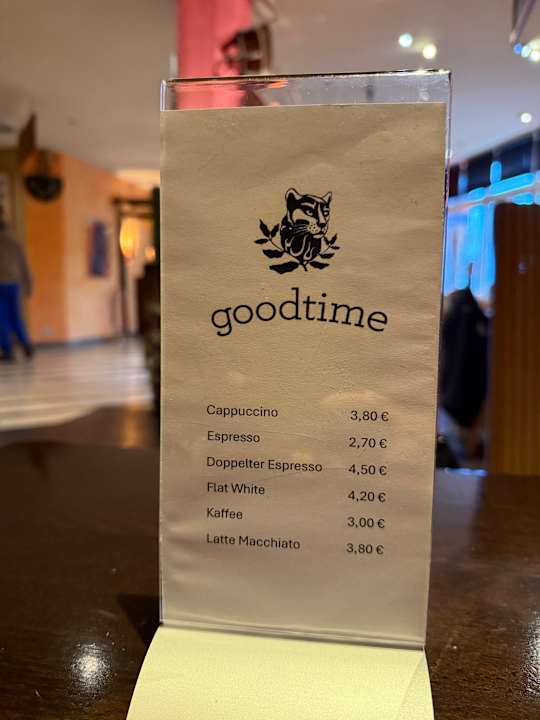 goodtime
Cappuccino 3,80 €
Espresso 2,70 €
Doppelter Espresso 4,50 €
Flat White 4,20 €
Kaffee 3,00 €
Latte Macchiato 3,80 €